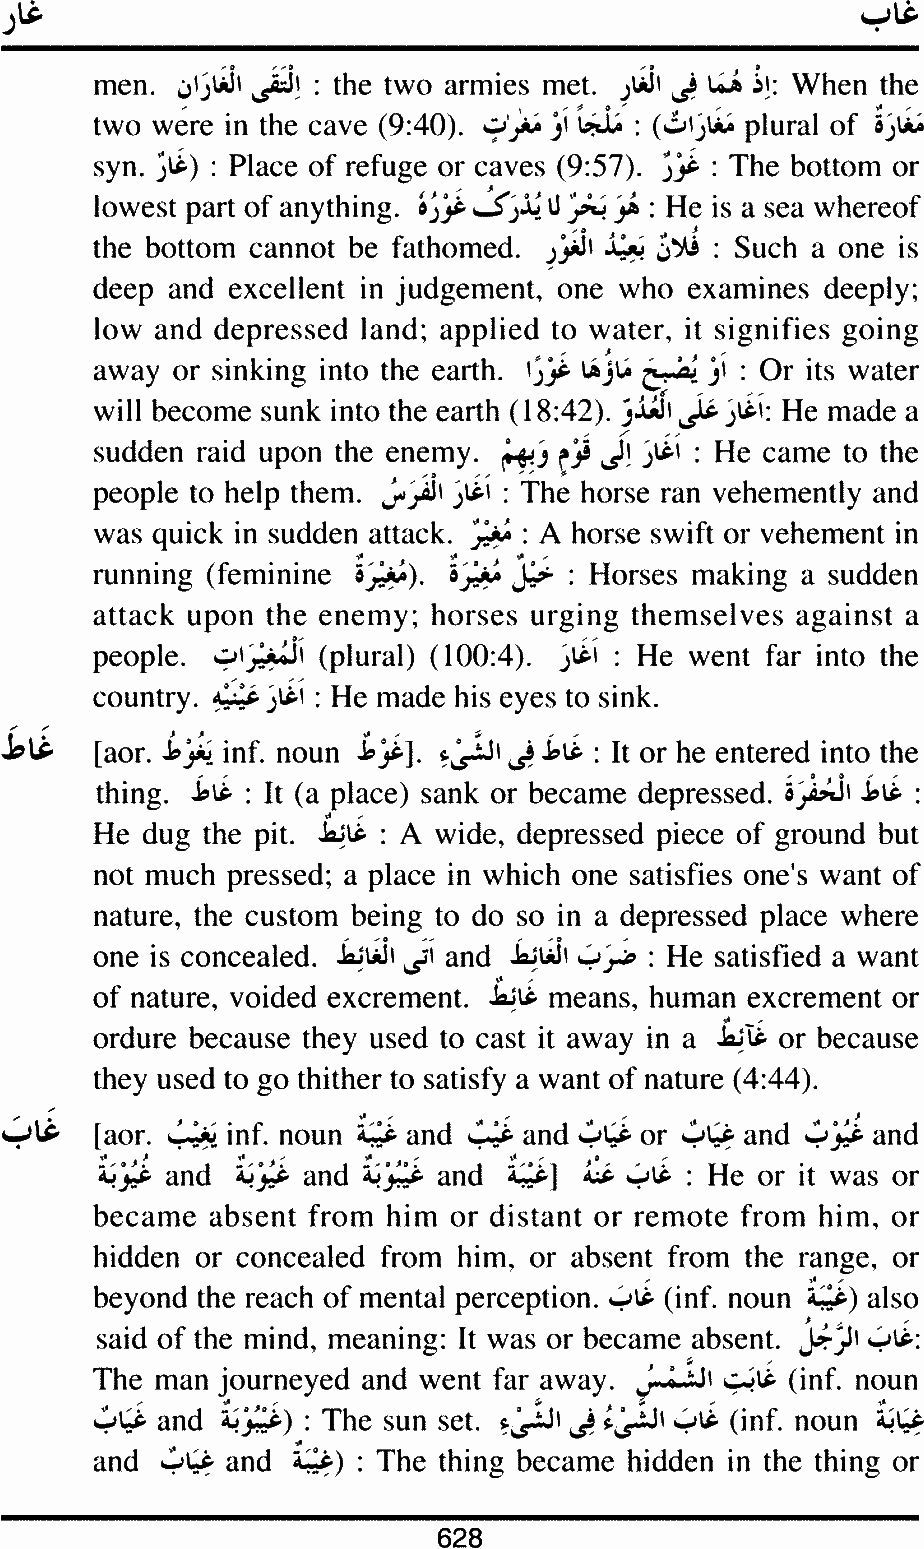 غار	غاب
men. اِلْتَقَى الْغَارَانِ : the two armies met. اِذْ هُمَا فِى الْغَارِ: When the
two were in the cave (9:40). مَلْجَاً اَوْ مَغٰرٰتٍ : (مَغَارَاتٌ plural of مَغَارَةٌ
syn. غَارٌ) : Place of refuge or caves (9:57). غَوْرٌ : The bottom or
lowest part of anything. هُوَ بَحْرٌ لَا يُدْرَكُ غَوْرُهٗ : He is a sea whereof
the bottom cannot be fathomed. فُلَانٌ بَعِيْدُ الْغَوْرِ : Such a one is
deep and excellent in judgement, one who examines deeply;
low and depressed land; applied to water, it signifies going
away or sinking into the earth. اَوْ يُصْبِحَ مَاؤُهَا غَوْرًا : Or its water
will become sunk into the earth (18:42). اَغَارَ عَلَى الْعَدُوِّ: He made a
sudden raid upon the enemy. اَغَارَ اِلَى قَوْمٍ وَبِهِمْ : He came to the
people to help them. اَغَارَ الْفَرَسُ : The horse ran vehemently and
was quick in sudden attack. مُغِيْرٌ : A horse swift or vehement in
running (feminine مُغِيْرَةٌ). خَيْلٌ مُغِيْرَةٌ : Horses making a sudden
attack upon the enemy; horses urging themselves against a
people. اَلْمُغِيْرَاتِ (plural) (100:4). اَغَارَ : He went far into the
country. اَغَارَ عَيْنَيْهِ : He made his eyes to sink.
غَاطَ [aor. يَغُوْطُ inf. noun غَوْطٌ]. غَاطَ فِى الشَّىْءِ : It or he entered into the
thing. غَاطَ : It (a place) sank or became depressed. غَاطَ الْحُفْرَةَ :
He dug the pit. غَائِطٌ : A wide, depressed piece of ground but
not much pressed; a place in which one satisfies one's want of
nature, the custom being to do so in a depressed place where
one is concealed. اَتَى الْغَائِطَ and ضَرَبَ الْغَائِطَ : He satisfied a want
of nature, voided excrement. غَائِطٌ means, human excrement or
ordure because they used to cast it away in a غَآئِطٌ or because
they used to go thither to satisfy a want of nature (4:44).
غَابَ [aor. يَغِيْبُ inf. noun غَيْبَةٌ and غَيْبٌ and غَيَابٌ or غِيَابٌ and غُيُوْبٌ and
غُيُوْبَةٌ and غَيُوْبَةٌ and غَيْبُوْبَةٌ and غِيْبَةٌ] غَابَ عَنْهُ : He or it was or
became absent from him or distant or remote from him, or
hidden or concealed from him, or absent from the range, or
beyond the reach of mental perception. غَابَ (inf. noun غَيْبَةٌ) also
said of the mind, meaning: It was or became absent. غَابَ الرَّجُلُ:
The man journeyed and went far away. غَابَتِ الشَّمْسُ (inf. noun
غِيَابٌ and غَيْبُوْبَةٌ) : The sun set. غَابَ الشَّىْءُ فِى الشَّىْءِ (inf. noun غِيَابَةٌ
and غِيَابٌ and غِيْبَةٌ) : The thing became hidden in the thing or
628